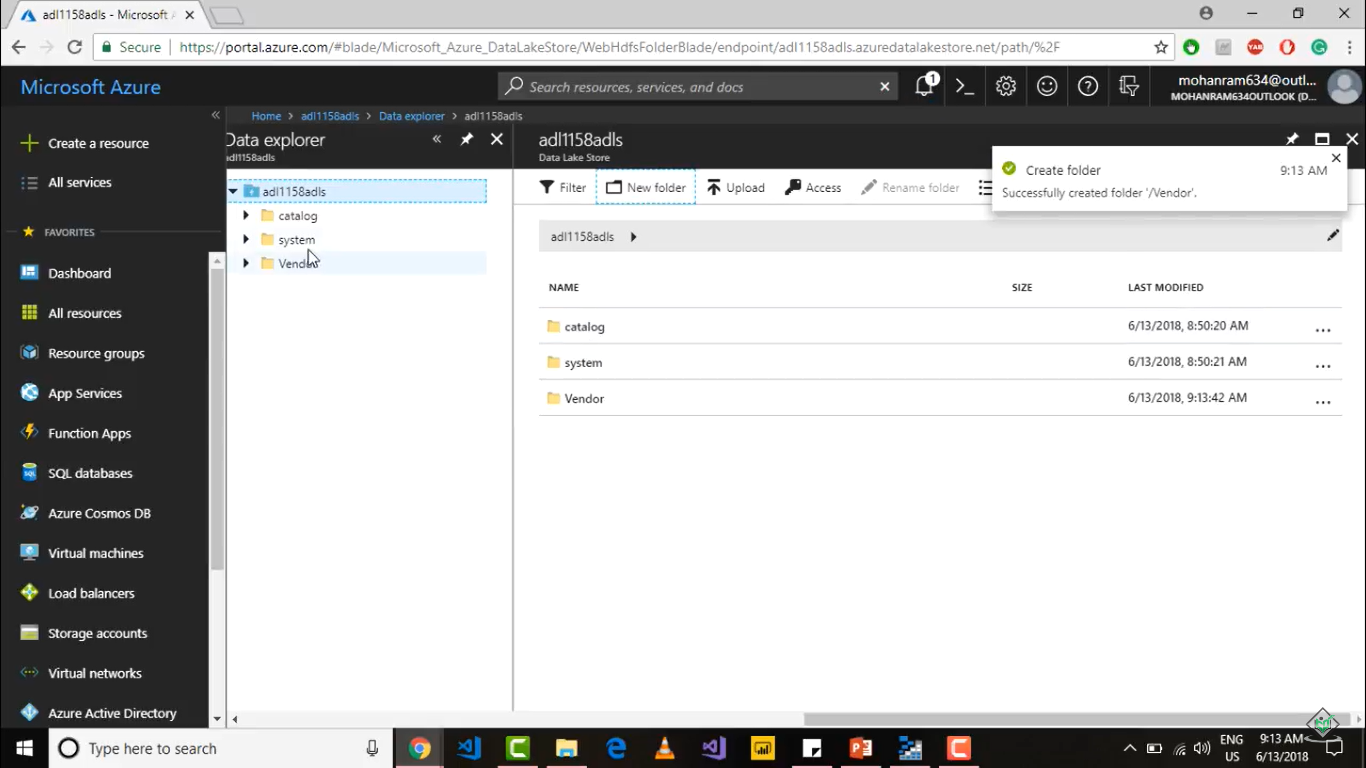 adl1158adls - Microsoft A
Secure https://portal.azure.com/#blade/Microsoft_Azure_DataLakeStore/WebHdfsFolderBlade/endpoint/adl1158adls.azuredatalakestore.net/path/%2F
YAB
Microsoft Azure
Search resources, services, and docs
1
mohanram634@outl...
MOHANRAM634OUTLOOK (D...
Home > adl1158adls > Data explorer > adl1158adls
Create a resource
All services
FAVORITES
Dashboard
All resources
Resource groups
App Services
Function Apps
SQL databases
Azure Cosmos DB
Virtual machines
Load balancers
Storage accounts
Virtual networks
Azure Active Directory
Data explorer
adl1158adls
adl1158adls
catalog
system
Vendor
adl1158adls
Data Lake Store
Filter New folder Upload Access Rename folder
Create folder 9:13 AM
Successfully created folder '/Vendor'.
adl1158adls
NAME SIZE LAST MODIFIED
catalog 6/13/2018, 8:50:20 AM ...
system 6/13/2018, 8:50:21 AM ...
Vendor 6/13/2018, 9:13:42 AM ...
Type here to search
ENG
US
9:13 AM
6/13/2018